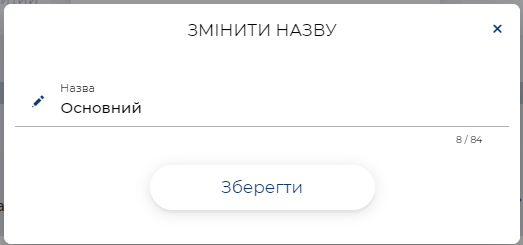 ЗМІНИТИ НАЗВУ
Назва
Основний
8 / 84
Зберегти